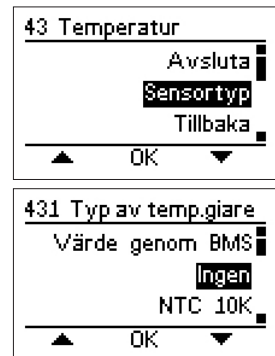 43 Temperatur
Avsluta
Sensortyp
Tillbaka
OK
431 Typ av temp.giare
Värde genom BMS
Ingen
NTC 10K
OK